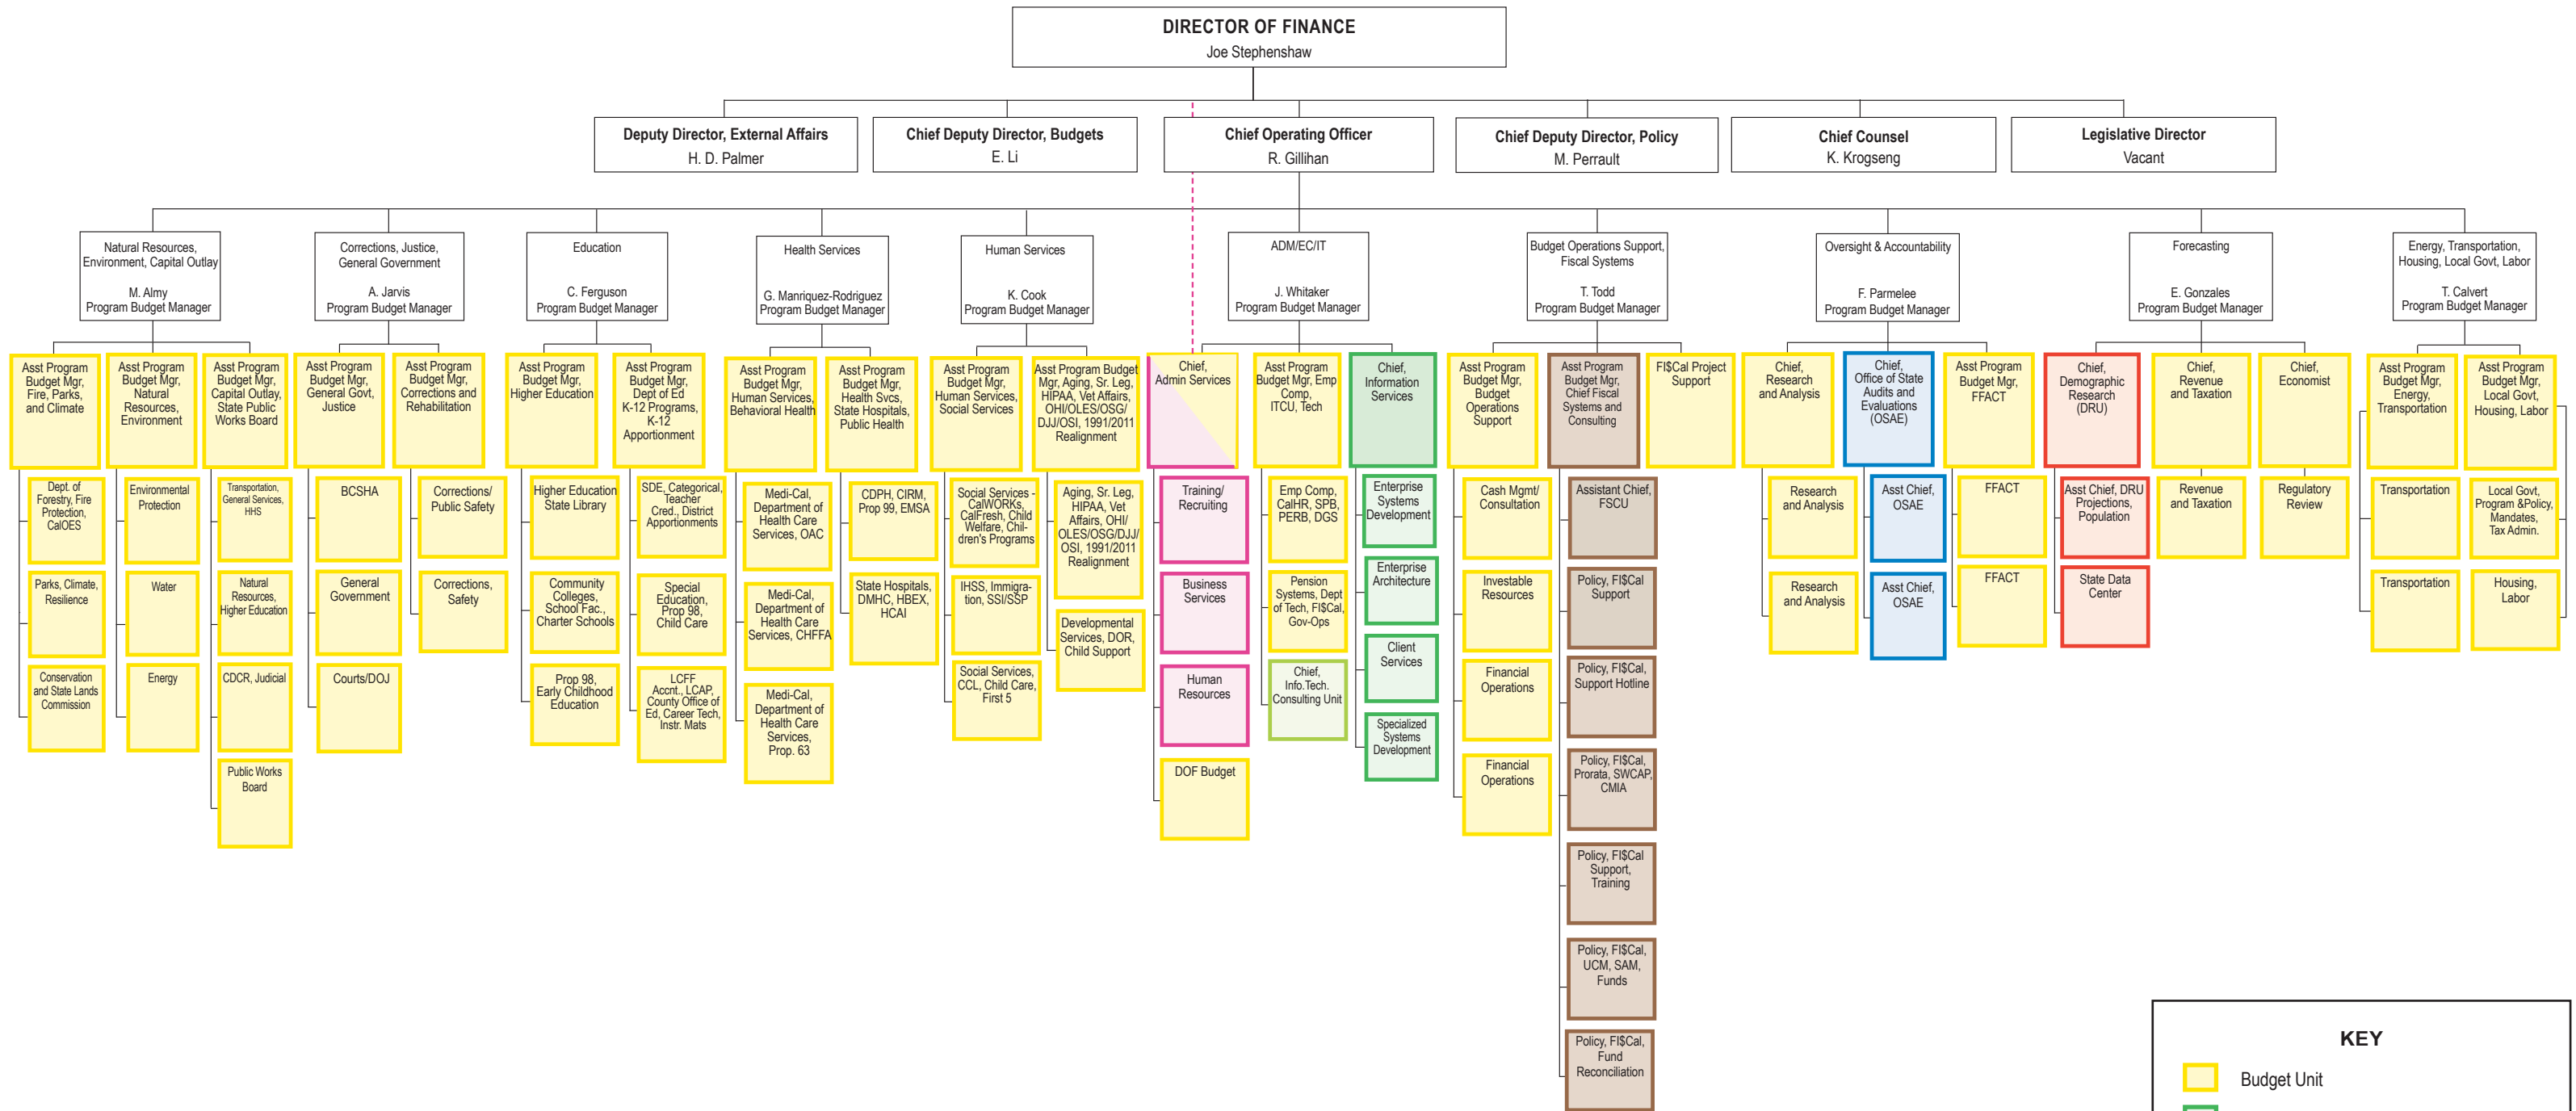 DIRECTOR OF FINANCE
Joe Stephenshaw
Deputy Director, External Affairs
H. D. Palmer
Chief Deputy Director, Budgets
E. Li
Chief Operating Officer
R. Gillihan
Chief Deputy Director, Policy
M. Perrault
Chief Counsel
K. Krogseng
Legislative Director
Vacant
Natural Resources,
Environment, Capital Outlay
M. Almy
Program Budget Manager
Corrections, Justice,
General Government
A. Jarvis
Program Budget Manager
Education
C. Ferguson
Program Budget Manager
Health Services
G. Manriquez-Rodriguez
Program Budget Manager
Human Services
K. Cook
Program Budget Manager
ADM/EC/IT
J. Whitaker
Program Budget Manager
Budget Operations Support,
Fiscal Systems
T. Todd
Program Budget Manager
Oversight & Accountability
F. Parmelee
Program Budget Manager
Forecasting
E. Gonzales
Program Budget Manager
Energy, Transportation,
Housing, Local Govt, Labor
T. Calvert
Program Budget Manager
Asst Program
Budget Mgr,
Fire, Parks,
and Climate
Dept. of
Forestry, Fire
Protection,
CalOES
Parks, Climate,
Resilience
Conservation
and State Lands
Commission
Asst Program
Budget Mgr,
Natural
Resources,
Environment
Environmental
Protection
Water
Energy
Asst Program
Budget Mgr,
Capital Outlay,
State Public
Works Board
Transportation,
General Services,
HHS
Natural
Resources,
Higher Education
CDCR, Judicial
Public Works
Board
Asst Program
Budget Mgr,
General Govt,
Justice
BCSHA
General
Government
Courts/DOJ
Asst Program
Budget Mgr,
Corrections and
Rehabilitation
Corrections/
Public Safety
Corrections,
Safety
Asst Program
Budget Mgr,
Higher Education
Higher Education
State Library
Community
Colleges,
School Fac.,
Charter Schools
Prop 98,
Early Childhood
Education
Asst Program
Budget Mgr,
Dept of Ed
K-12 Programs,
K-12
Apportionment
SDE, Categorical,
Teacher
Cred., District
Apportionments
Special
Education,
Prop 98,
Child Care
LCFF
Accnt., LCAP,
County Office of
Ed, Career Tech,
Instr. Mats
Asst Program
Budget Mgr,
Human Services,
Behavioral Health
Medi-Cal,
Department of
Health Care
Services, OAC
Medi-Cal,
Department of
Health Care
Services, CHFFA
Medi-Cal,
Department of
Health Care
Services,
Prop. 63
Asst Program
Budget Mgr,
Health Svcs,
State Hospitals,
Public Health
CDPH, CIRM,
Prop 99, EMSA
State Hospitals,
DMHC, HBEX,
HCAI
Asst Program
Budget Mgr,
Human Services,
Social Services
Social Services -
CalWORKs,
CalFresh, Child
Welfare, Chil-
dren's Programs
IHSS, Immigra-
tion, SSI/SSP
Social Services,
CCL, Child Care,
First 5
Asst Program Budget
Mgr, Aging, Sr. Leg,
HIPAA, Vet Affairs,
OHI/OLES/OSG/
DJJ/OSI, 1991/2011
Realignment
Aging, Sr. Leg,
HIPAA, Vet
Affairs, OHI/
OLES/OSG/DJJ/
OSI, 1991/2011
Realignment
Developmental
Services, DOR,
Child Support
Chief,
Admin Services
Training/
Recruiting
Business
Services
Human
Resources
DOF Budget
Asst Program
Budget Mgr, Emp
Comp,
ITCU, Tech
Emp Comp,
CalHR, SPB,
PERB, DGS
Pension
Systems, Dept
of Tech, FI$Cal,
Gov-Ops
Chief,
Info.Tech.
Consulting Unit
Chief,
Information
Services
Enterprise
Systems
Development
Enterprise
Architecture
Client
Services
Specialized
Systems
Development
Asst Program
Budget Mgr,
Budget
Operations
Support
Cash Mgmt/
Consultation
Investable
Resources
Financial
Operations
Financial
Operations
Asst Program
Budget Mgr,
Chief Fiscal
Systems and
Consulting
Assistant Chief,
FSCU
Policy, FI$Cal
Support
Policy, FI$Cal,
Support Hotline
Policy, FI$Cal,
Prorata, SWCAP,
CMIA
Policy, FI$Cal
Support,
Training
Policy, FI$Cal,
UCM, SAM,
Funds
Policy, FI$Cal,
Fund
Reconciliation
FI$Cal Project
Support
Chief,
Research
and Analysis
Research
and Analysis
Research
and Analysis
Chief,
Office of State
Audits and
Evaluations
(OSAE)
Asst Chief,
OSAE
Asst Chief,
OSAE
Asst Program
Budget Mgr,
FFACT
FFACT
FFACT
Chief,
Demographic
Research
(DRU)
Asst Chief, DRU
Projections,
Population
State Data
Center
Chief,
Revenue
and Taxation
Revenue
and Taxation
Chief,
Economist
Regulatory
Review
Asst Program
Budget Mgr,
Energy,
Transportation
Transportation
Transportation
Asst Program
Budget Mgr,
Local Govt,
Housing, Labor
Local Govt,
Program &Policy,
Mandates,
Tax Admin.
Housing,
Labor
KEY
Budget Unit